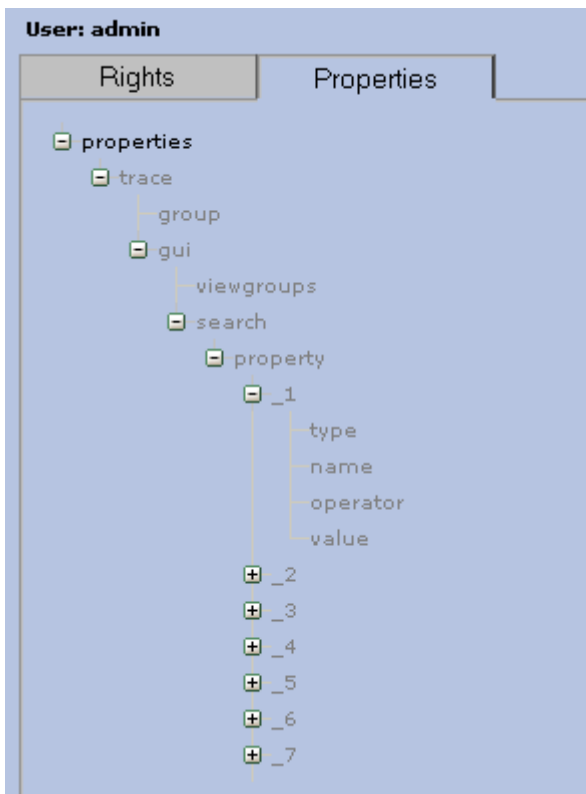 User: admin
Rights Properties
properties
trace
group
gui
viewgroups
search
property
_1
type
name
operator
value
_2
_3
_4
_5
_6
_7